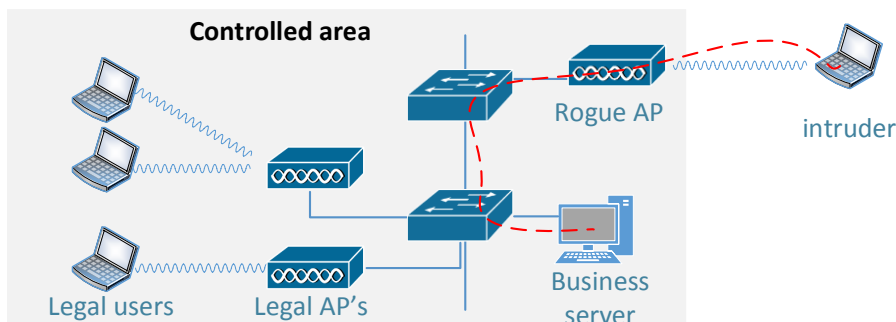 Controlled area
Rogue AP
intruder
Business
server
Legal users
Legal AP's